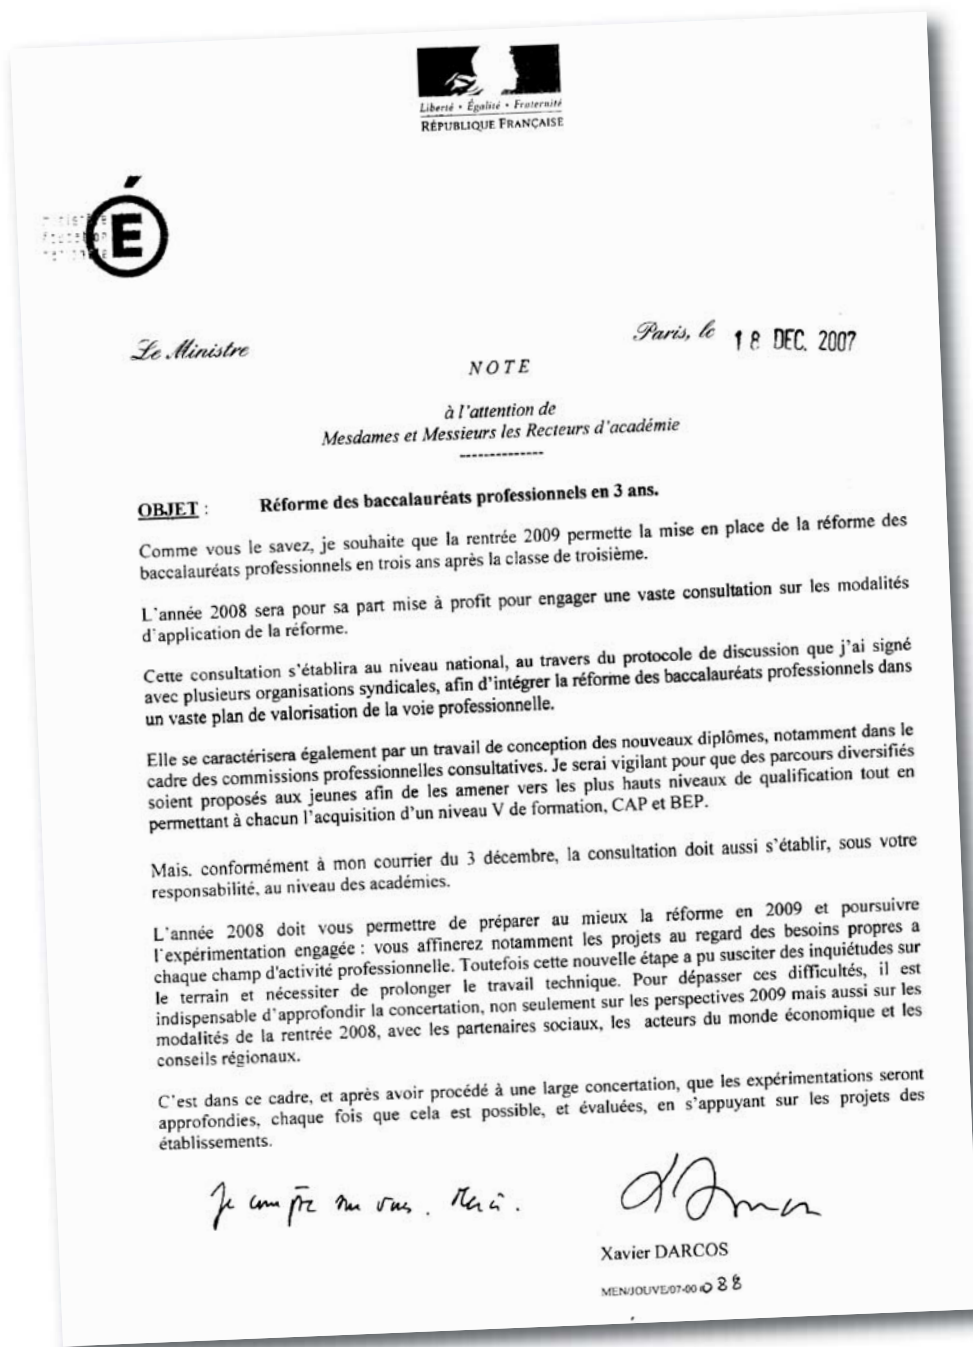 Liberté • Égalité • Fraternité
RÉPUBLIQUE FRANÇAISE
É
Le Ministre
Paris, le 18 DEC. 2007
NOTE
à l'attention de
Mesdames et Messieurs les Recteurs d'académie
--------------
OBJET : Réforme des baccalauréats professionnels en 3 ans.
Comme vous le savez, je souhaite que la rentrée 2009 permette la mise en place de la réforme des
baccalauréats professionnels en trois ans après la classe de troisième.
L'année 2008 sera pour sa part mise à profit pour engager une vaste consultation sur les modalités
d'application de la réforme.
Cette consultation s'établira au niveau national, au travers du protocole de discussion que j'ai signé
avec plusieurs organisations syndicales, afin d'intégrer la réforme des baccalauréats professionnels dans
un vaste plan de valorisation de la voie professionnelle.
Elle se caractérisera également par un travail de conception des nouveaux diplômes, notamment dans le
cadre des commissions professionnelles consultatives. Je serai vigilant pour que des parcours diversifiés
soient proposés aux jeunes afin de les amener vers les plus hauts niveaux de qualification tout en
permettant à chacun l'acquisition d'un niveau V de formation, CAP et BEP.
Mais. conformément à mon courrier du 3 décembre, la consultation doit aussi s'établir, sous votre
responsabilité, au niveau des académies.
L'année 2008 doit vous permettre de préparer au mieux la réforme en 2009 et poursuivre
l'expérimentation engagée : vous affinerez notamment les projets au regard des besoins propres a
chaque champ d'activité professionnelle. Toutefois cette nouvelle étape a pu susciter des inquiétudes sur
le terrain et nécessiter de prolonger le travail technique. Pour dépasser ces difficultés, il est
indispensable d'approfondir la concertation, non seulement sur les perspectives 2009 mais aussi sur les
modalités de la rentrée 2008, avec les partenaires sociaux, les acteurs du monde économique et les
conseils régionaux.
C'est dans ce cadre, et après avoir procédé à une large concertation, que les expérimentations seront
approfondies, chaque fois que cela est possible, et évaluées, en s'appuyant sur les projets des
établissements.
Je compte sur vous. Merci.
Xavier DARCOS
MEN/JOUVE/07-00 088